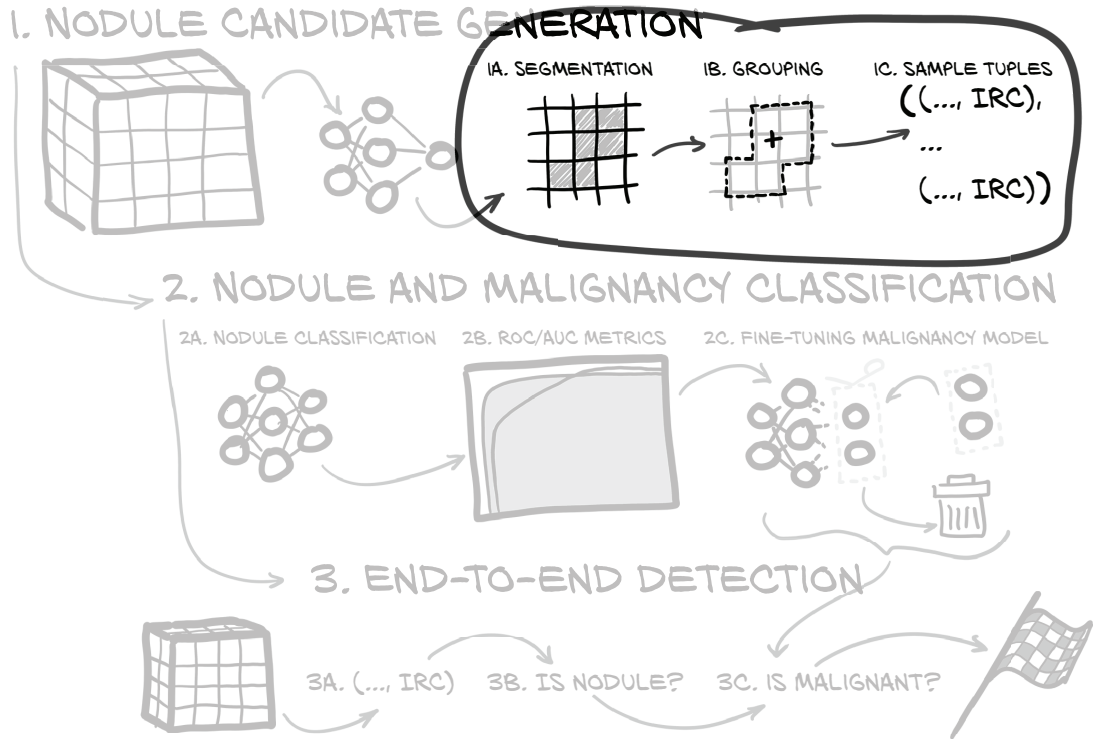 1. NODULE CANDIDATE GENERATION
1A. SEGMENTATION
1B. GROUPING
1C. SAMPLE TUPLES
((..., IRC),
...
(..., IRC))
2. NODULE AND MALIGNANCY CLASSIFICATION
2A. NODULE CLASSIFICATION
2B. ROC/AUC METRICS
2C. FINE-TUNING MALIGNANCY MODEL
3. END-TO-END DETECTION
3A. (..., IRC)
3B. IS NODULE?
3C. IS MALIGNANT?